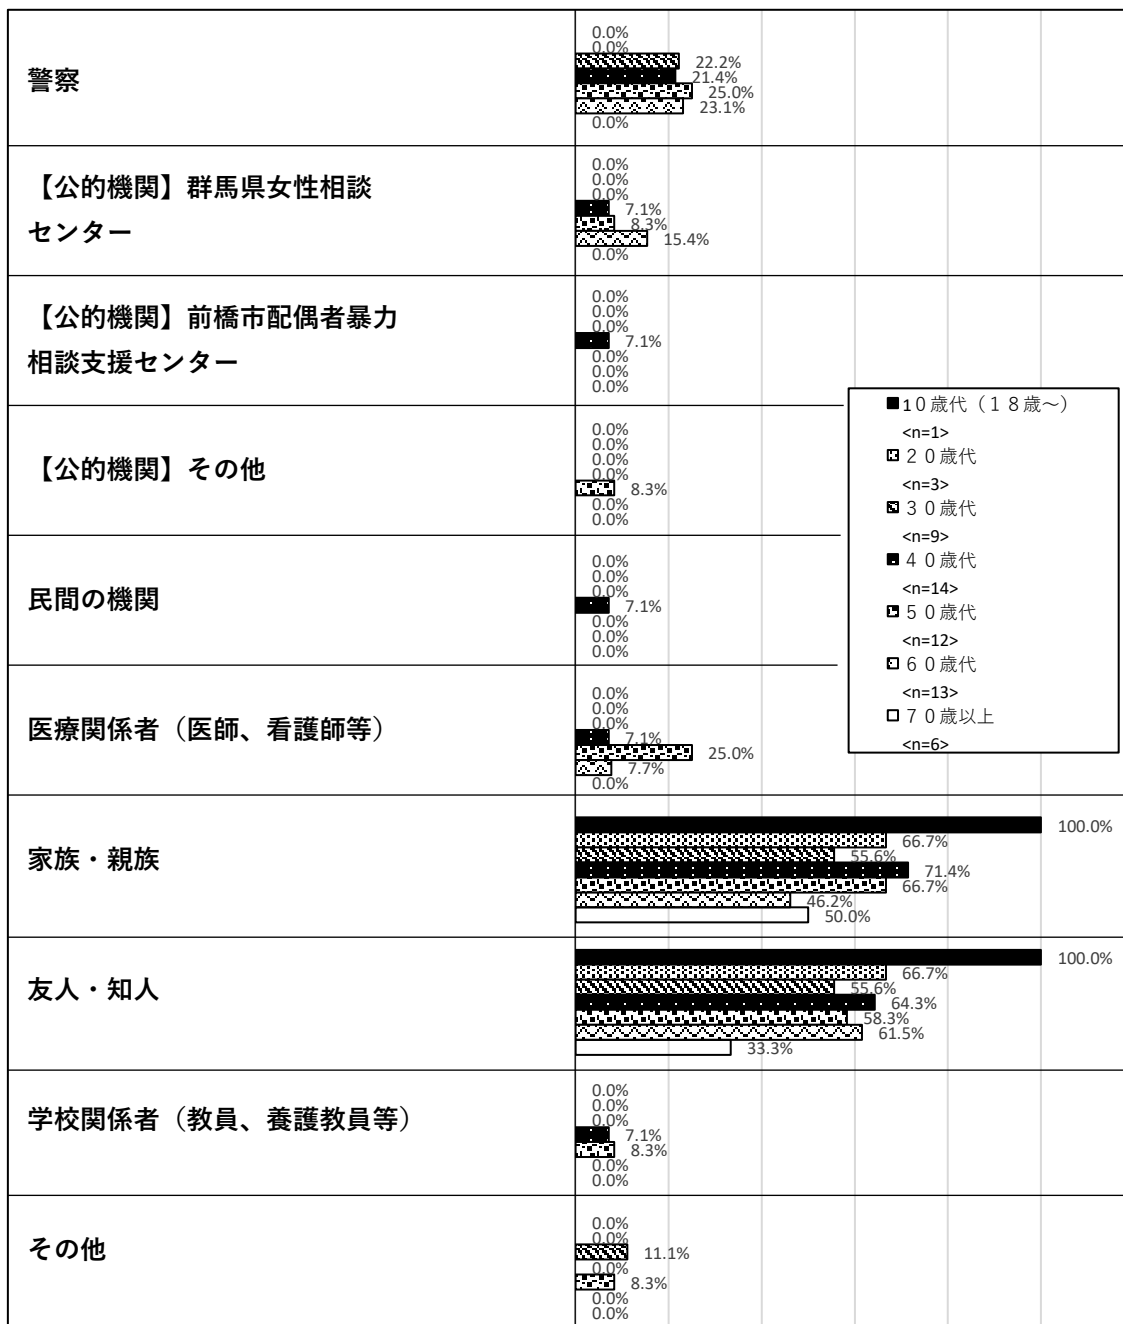 警察
0.0%
0.0%
22.2%
21.4%
25.0%
23.1%
0.0%
【公的機関】群馬県女性相談
センター
0.0%
0.0%
0.0%
7.1%
8.3%
15.4%
0.0%
【公的機関】前橋市配偶者暴力
相談支援センター
0.0%
0.0%
0.0%
7.1%
0.0%
0.0%
0.0%
【公的機関】その他
0.0%
0.0%
0.0%
0.0%
8.3%
0.0%
0.0%
民間の機関
0.0%
0.0%
0.0%
7.1%
0.0%
0.0%
0.0%
医療関係者（医師、看護師等）
0.0%
0.0%
0.0%
7.1%
25.0%
7.7%
0.0%
家族・親族
100.0%
66.7%
55.6%
71.4%
66.7%
46.2%
50.0%
友人・知人
100.0%
66.7%
55.6%
64.3%
58.3%
61.5%
33.3%
学校関係者（教員、養護教員等）
0.0%
0.0%
0.0%
7.1%
8.3%
0.0%
0.0%
その他
0.0%
0.0%
11.1%
0.0%
8.3%
0.0%
0.0%
10歳代（１８歳～）
<n=1>
２０歳代
<n=3>
３０歳代
<n=9>
４０歳代
<n=14>
５０歳代
<n=12>
６０歳代
<n=13>
７０歳以上
<n=6>